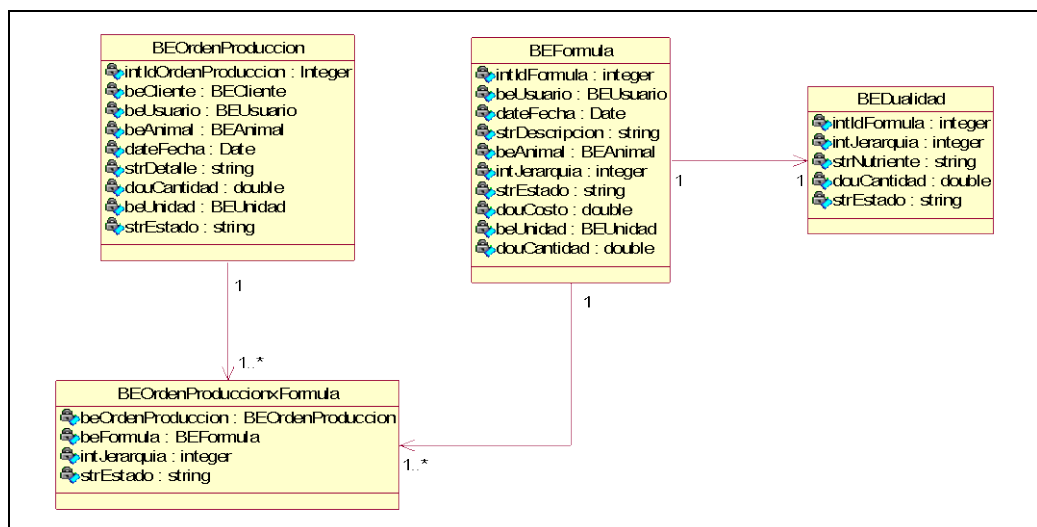 BEOrdenProduccion
intIdOrdenProduccion : Integer
beCliente : BECliente
beUsuario : BEUsuario
beAnimal : BEAnimal
dateFecha : Date
strDetalle : string
douCantidad : double
beUnidad : BEUnidad
strEstado : string
BEFormula
intIdFormula : integer
beUsuario : BEUsuario
dateFecha : Date
strDescripcion : string
beAnimal : BEAnimal
intJerarquia : integer
strEstado : string
douCosto : double
beUnidad : BEUnidad
douCantidad : double
BEDualidad
intIdFormula : integer
intJerarquia : integer
strNutriente : string
douCantidad : double
strEstado : string
1
1
1
1
1..*
1..*
BEOrdenProduccionxFormula
beOrdenProduccion : BEOrdenProduccion
beFormula : BEFormula
intJerarquia : integer
strEstado : string